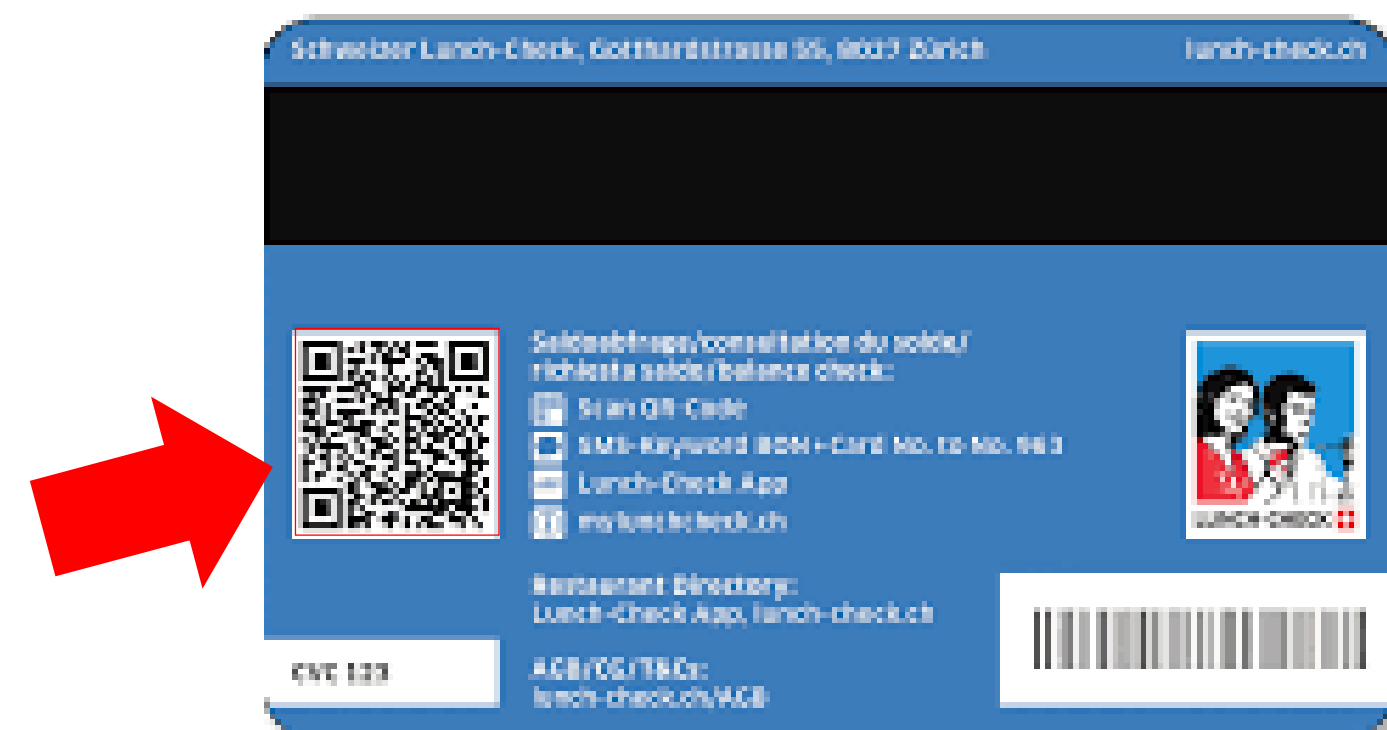 Schweizer Lunch-Check, Gotthardstrasse 55, 8027 Zürich
lunch-check.ch
Saldoabfrage/consultation du solde/
richiesta saldo/balance check:
Scan QR-Code
SMS-Keyword BON+Card No. to No. 963
Lunch-Check App
mylunchcheck.ch
LUNCH-CHECK
Restaurant Directory:
Lunch-Check App, lunch-check.ch
CVC 123
AGB/CG/T&Cs:
lunch-check.ch/AGB